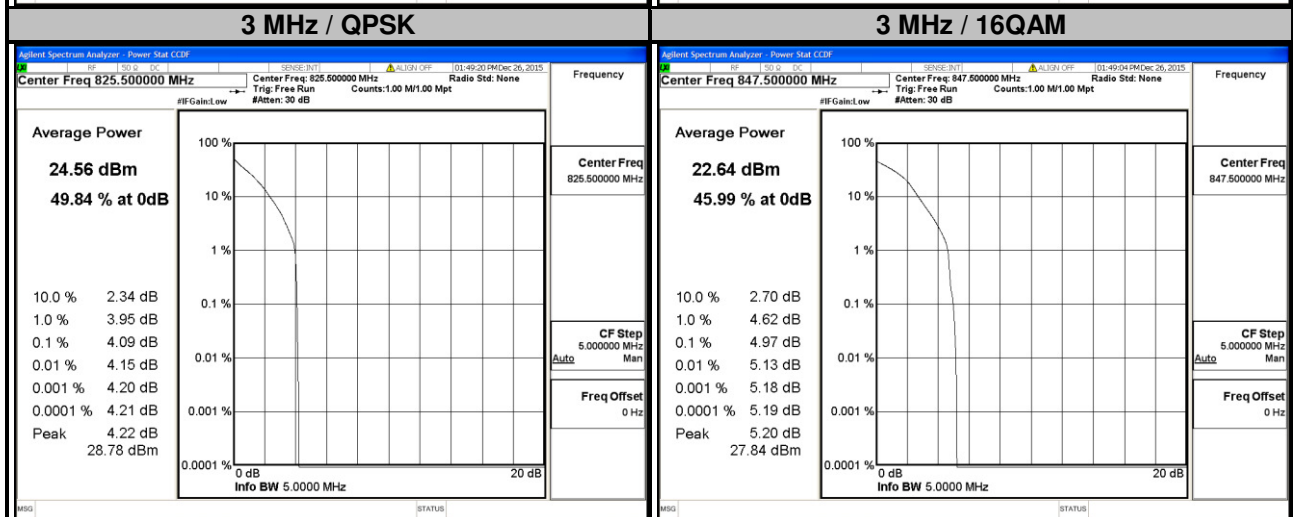 3 MHz / QPSK
Agilent Spectrum Analyzer - Power Stat CCDF
RF 50 Ω DC SENSE:INT ALIGN OFF 01:49:20 PM Dec 26, 2015
Center Freq 825.500000 MHz
Center Freq: 825.500000 MHz Radio Std: None
Trig: Free Run Counts:1.00 M/1.00 Mpt
#IFGain:Low #Atten: 30 dB
Frequency
Average Power
24.56 dBm
49.84 % at 0dB
10.0 % 2.34 dB
1.0 % 3.95 dB
0.1 % 4.09 dB
0.01 % 4.15 dB
0.001 % 4.20 dB
0.0001 % 4.21 dB
Peak 4.22 dB
28.78 dBm
100 %
10 %
1 %
0.1 %
0.01 %
0.001 %
0.0001 %
0 dB 20 dB
Info BW 5.0000 MHz
Center Freq
825.500000 MHz
CF Step
5.000000 MHz
Auto Man
Freq Offset
0 Hz
MSG STATUS
3 MHz / 16QAM
Agilent Spectrum Analyzer - Power Stat CCDF
RF 50 Ω DC SENSE:INT ALIGN OFF 01:49:04 PM Dec 26, 2015
Center Freq 847.500000 MHz
Center Freq: 847.500000 MHz Radio Std: None
Trig: Free Run Counts:1.00 M/1.00 Mpt
#IFGain:Low #Atten: 30 dB
Frequency
Average Power
22.64 dBm
45.99 % at 0dB
10.0 % 2.70 dB
1.0 % 4.62 dB
0.1 % 4.97 dB
0.01 % 5.13 dB
0.001 % 5.18 dB
0.0001 % 5.19 dB
Peak 5.20 dB
27.84 dBm
100 %
10 %
1 %
0.1 %
0.01 %
0.001 %
0.0001 %
0 dB 20 dB
Info BW 5.0000 MHz
Center Freq
847.500000 MHz
CF Step
5.000000 MHz
Auto Man
Freq Offset
0 Hz
MSG STATUS